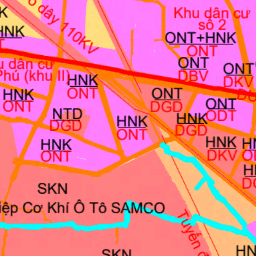 ố dây 110KV
Khu dân cư
số 2
HNK
ONT+HNK
ONT
DBV
ONT
DKV
u dân cư
Phú (khu II)
HNK
ONT
ONT
DGD
ONT
ODT
NTD
DGD
HNK
ONT
HNK
DGD
HNK
DKV
HNK
ONT
SKN
iệp Cơ Khí Ô Tô SAMCO
Tuyến
HN